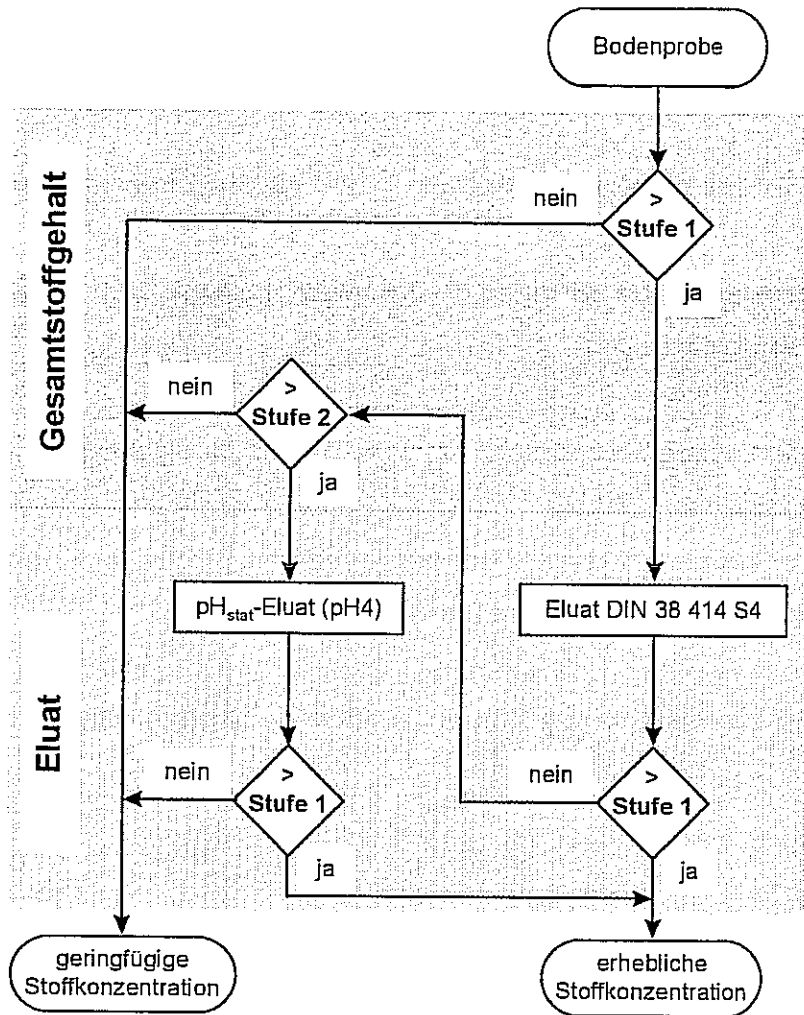 Bodenprobe
Gesamtstoffgehalt
nein
>
Stufe 1
ja
nein
>
Stufe 2
ja
Eluat
pHstat-Eluat (pH4)
Eluat DIN 38 414 S4
nein
>
Stufe 1
ja
nein
>
Stufe 1
ja
geringfügige
Stoffkonzentration
erhebliche
Stoffkonzentration